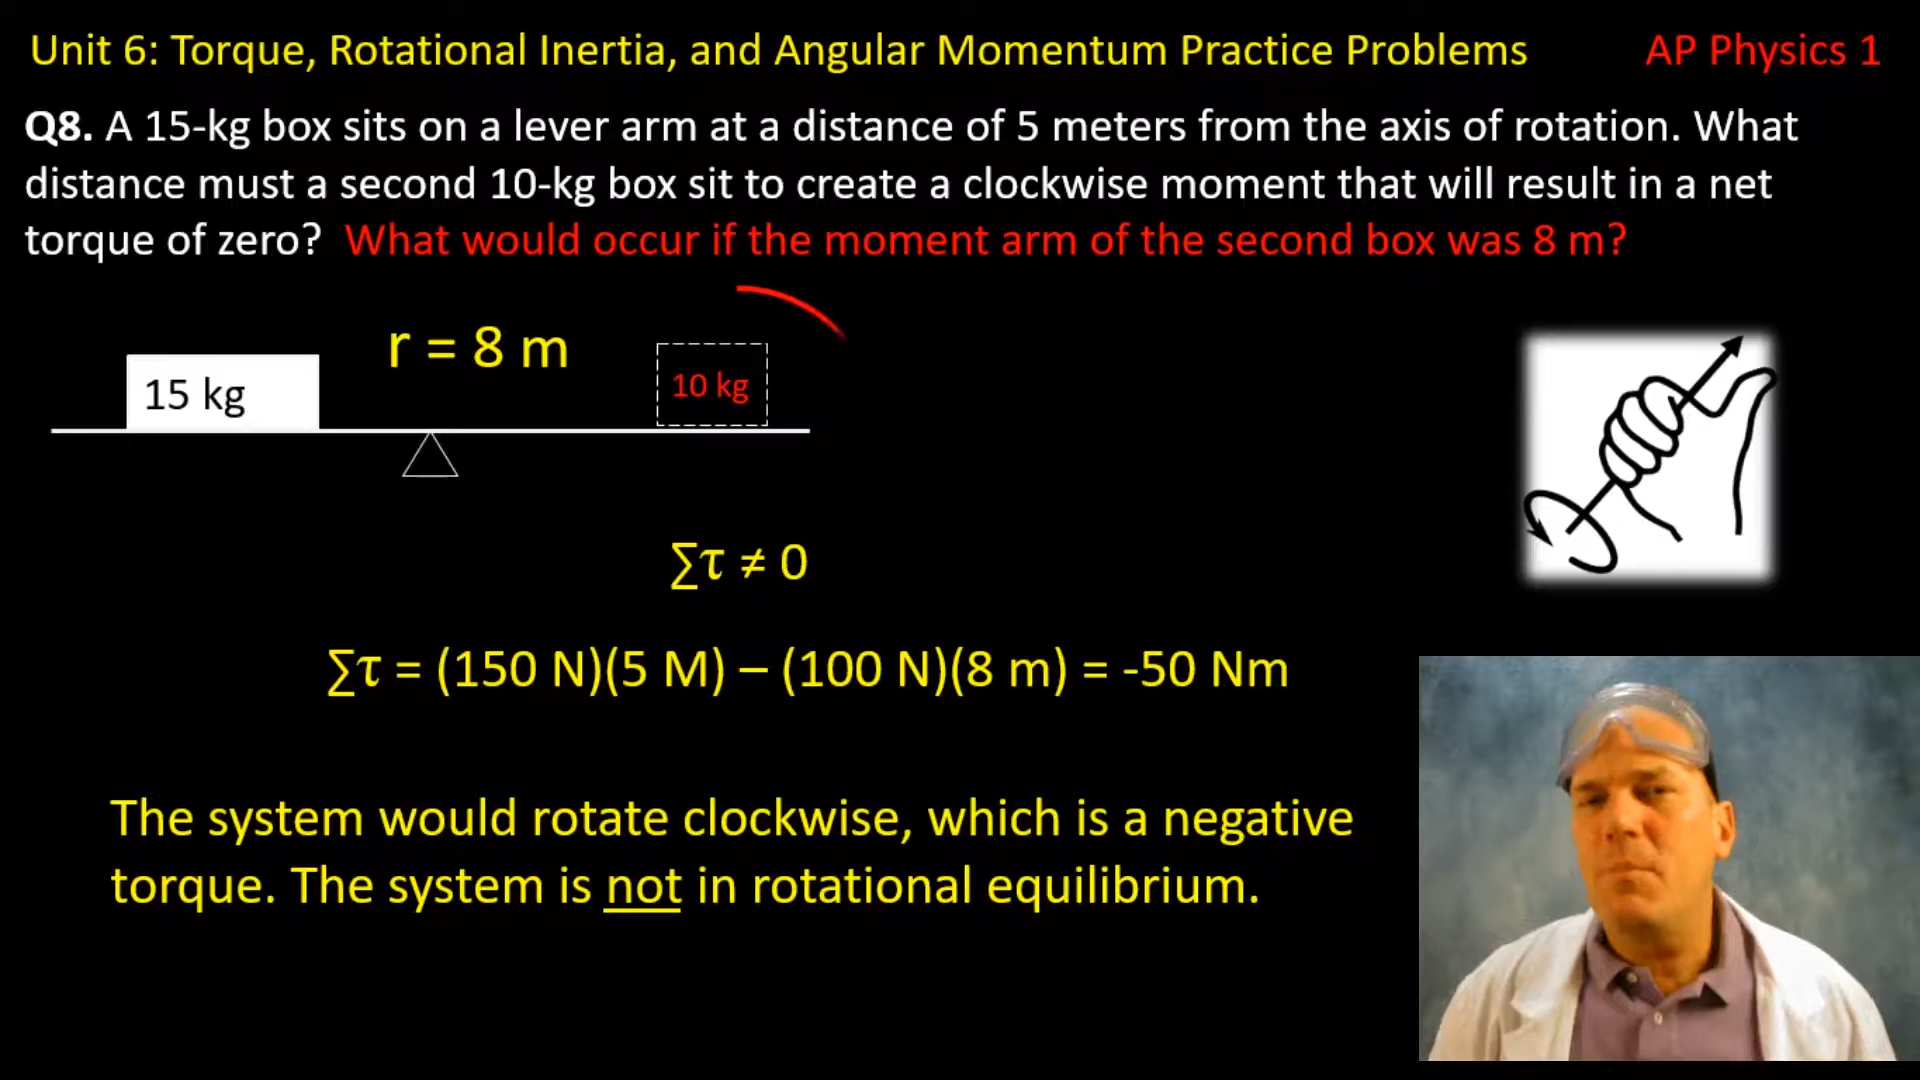 Unit 6: Torque, Rotational Inertia, and Angular Momentum Practice Problems
AP Physics 1
Q8. A 15-kg box sits on a lever arm at a distance of 5 meters from the axis of rotation. What
distance must a second 10-kg box sit to create a clockwise moment that will result in a net
torque of zero? What would occur if the moment arm of the second box was 8 m?
r = 8 m
15 kg
10 kg
∑τ ≠ 0
∑τ = (150 N)(5 M) – (100 N)(8 m) = -50 Nm
The system would rotate clockwise, which is a negative
torque. The system is not in rotational equilibrium.